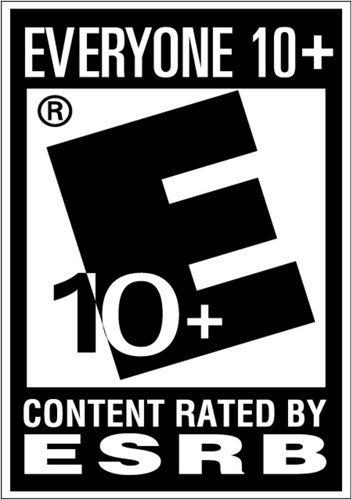 EVERYONE 10+
®
E
10+
CONTENT RATED BY
ESRB